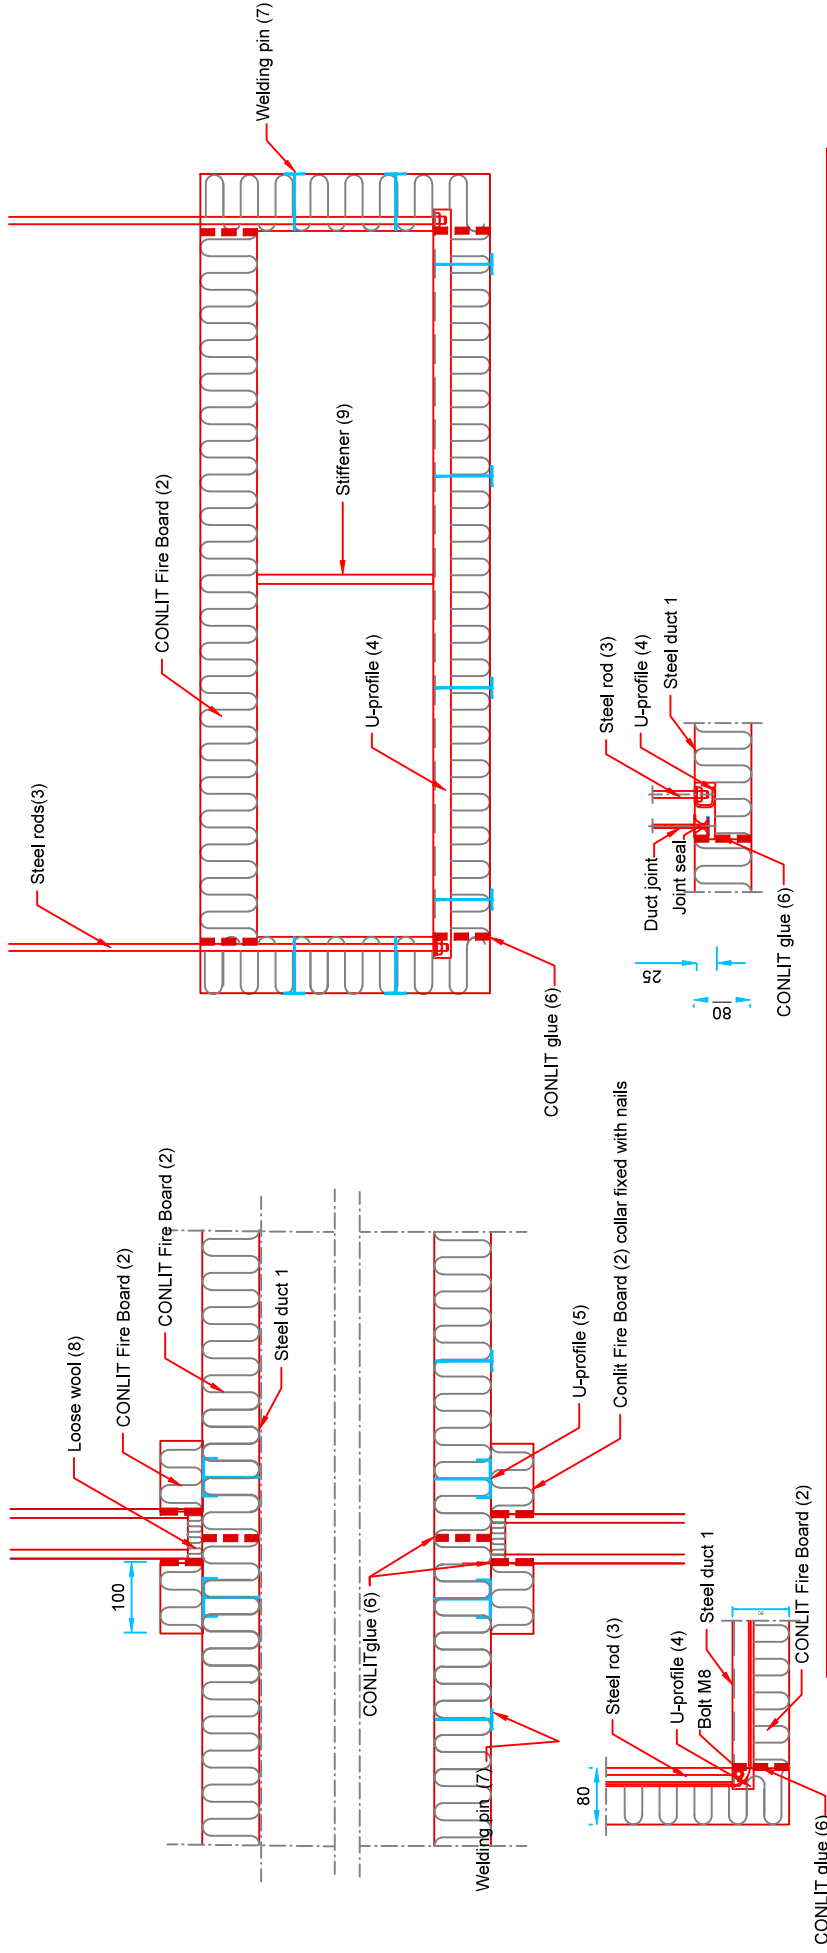 Loose wool (8)
CONLIT Fire Board (2)
CONLIT Fire Board (2)
Steel duct 1
100
CONLITglue (6)
Welding pin (7)
U-profile (5)
Conlit Fire Board (2) collar fixed with nails
Steel rods(3)
CONLIT Fire Board (2)
Welding pin (7)
Stiffener (9)
U-profile (4)
CONLIT glue (6)
80
Steel rod (3)
U-profile (4)
Bolt M8
Steel duct 1
CONLIT Fire Board (2)
CONLIT glue (6)
25
80
Duct joint
Joint seal
Steel rod (3)
U-profile (4)
Steel duct 1
CONLIT glue (6)